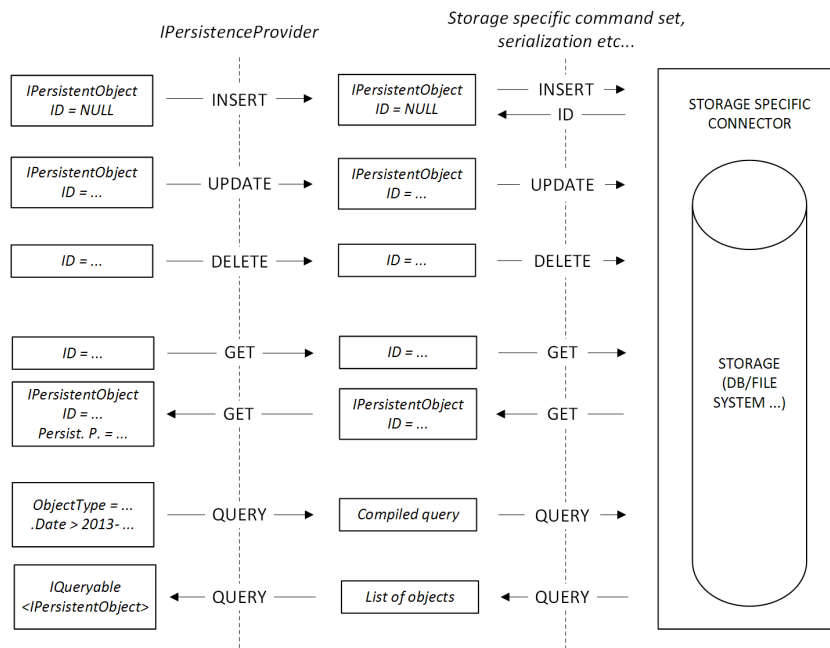 IPersistenceProvider
Storage specific command set,
serialization etc...
IPersistentObject
ID = NULL
INSERT
IPersistentObject
ID = NULL
INSERT
ID
STORAGE SPECIFIC
CONNECTOR
IPersistentObject
ID = ...
UPDATE
IPersistentObject
ID = ...
UPDATE
ID = ...
DELETE
ID = ...
DELETE
ID = ...
GET
ID = ...
GET
STORAGE
(DB/FILE
SYSTEM ...)
IPersistentObject
ID = ...
Persist. P. = ...
GET
IPersistentObject
ID = ...
GET
ObjectType = ...
.Date > 2013- ...
QUERY
Compiled query
QUERY
IQueryable
<IPersistentObject>
QUERY
List of objects
QUERY